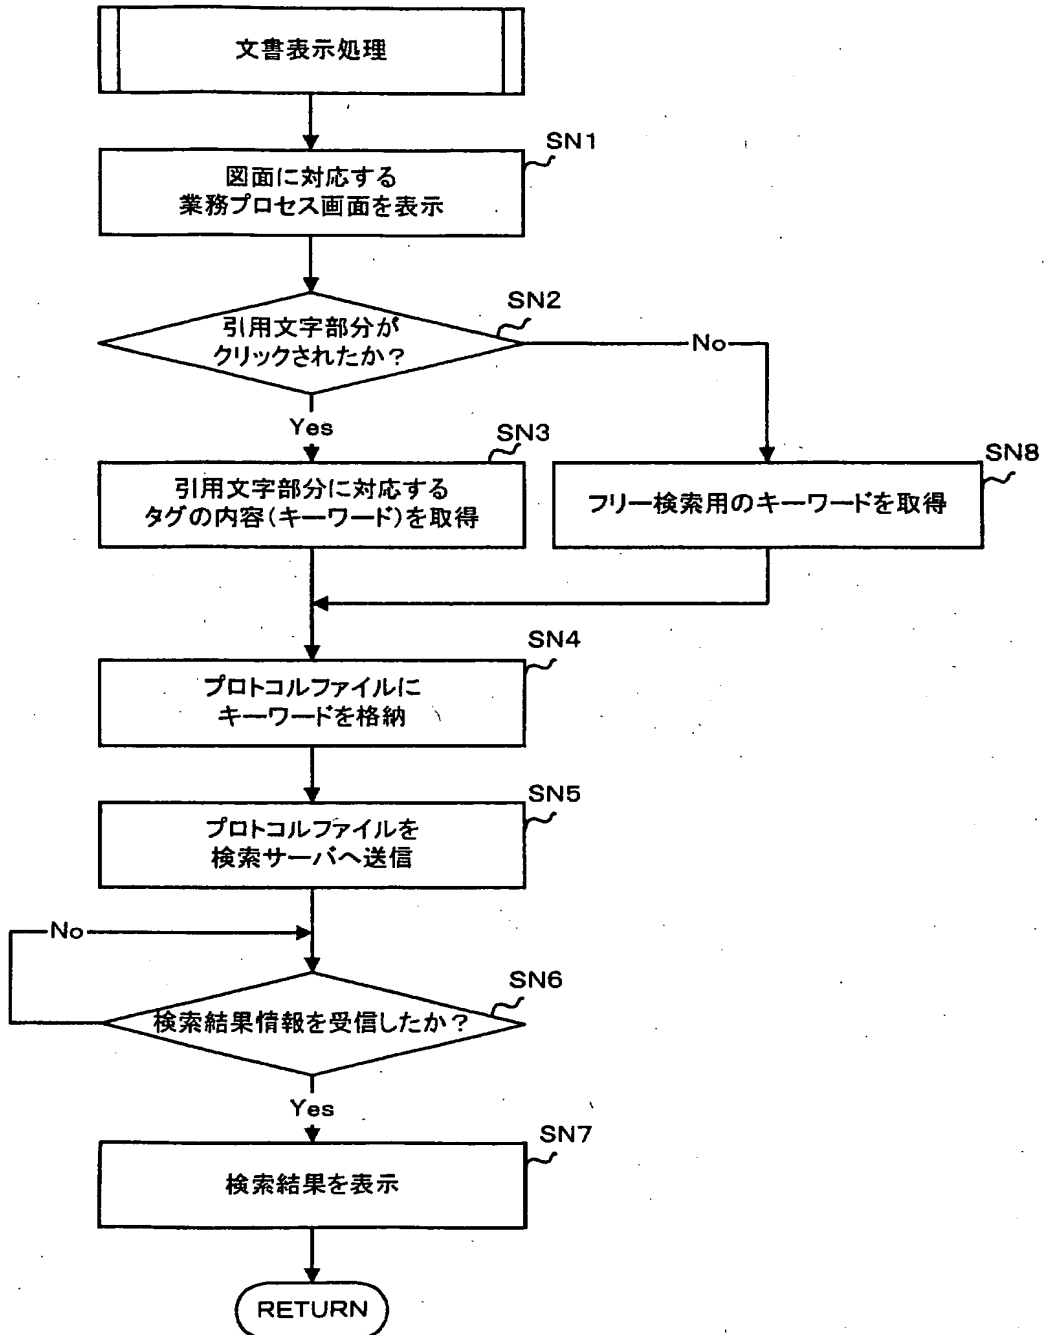 文書表示処理
SN1
図面に対応する
業務プロセス画面を表示
SN2
引用文字部分が
クリックされたか？
No
Yes
SN3
引用文字部分に対応する
タグの内容（キーワード）を取得
SN8
フリー検索用のキーワードを取得
SN4
プロトコルファイルに
キーワードを格納
SN5
プロトコルファイルを
検索サーバへ送信
No
SN6
検索結果情報を受信したか？
Yes
SN7
検索結果を表示
RETURN